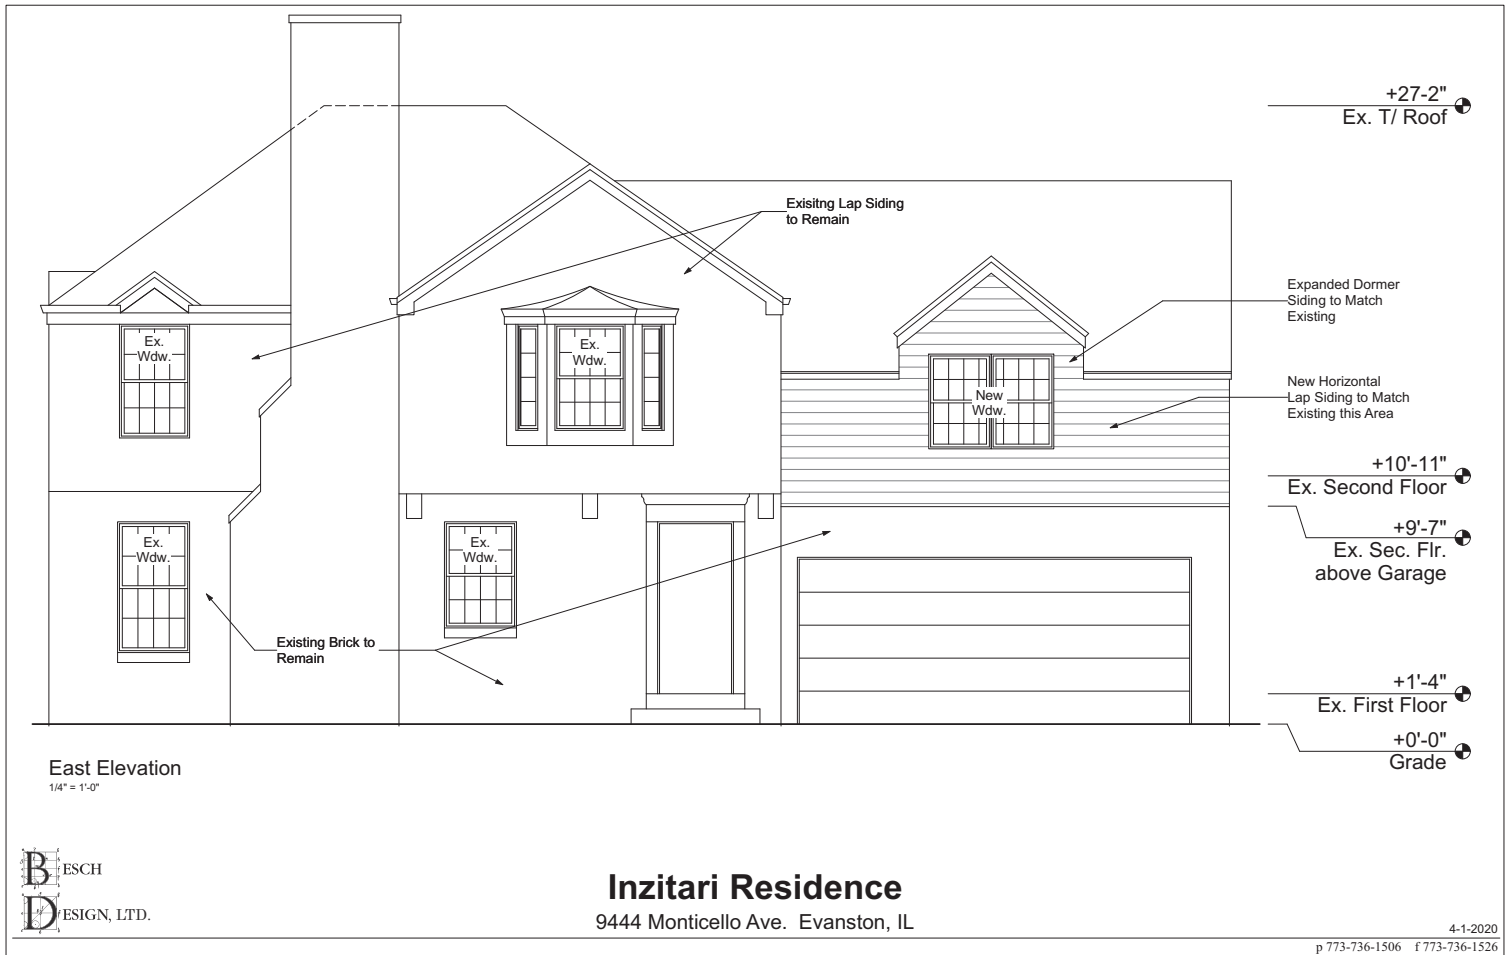 +27-2"
Ex. T/ Roof
Exisitng Lap Siding
to Remain
Expanded Dormer
Siding to Match
Existing
Ex.
Wdw.
Ex.
Wdw.
New
Wdw.
New Horizontal
Lap Siding to Match
Existing this Area
+10'-11"
Ex. Second Floor
+9'-7"
Ex. Sec. Flr.
above Garage
Ex.
Wdw.
Ex.
Wdw.
Existing Brick to
Remain
+1'-4"
Ex. First Floor
+0'-0"
Grade
East Elevation
1/4" = 1'-0"
BESCH
DESIGN, LTD.
Inzitari Residence
9444 Monticello Ave.  Evanston, IL
4-1-2020
p 773-736-1506    f 773-736-1526